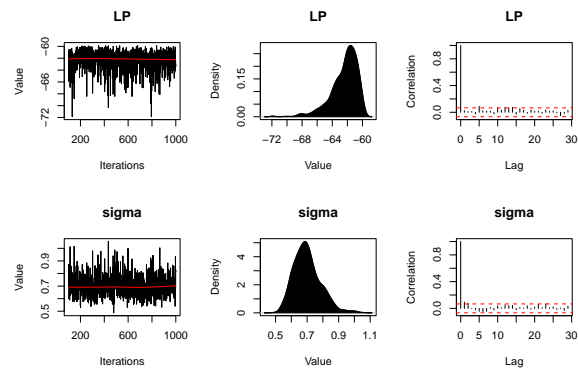 LP
Value
−72
−66
−60
200
600
1000
Iterations
LP
Density
0.00
0.15
−72
−68
−64
−60
Value
LP
Correlation
0.0
0.4
0.8
0
5
10
15
20
30
Lag
sigma
Value
0.5
0.7
0.9
200
600
1000
Iterations
sigma
Density
0
2
4
0.5
0.7
0.9
1.1
Value
sigma
Correlation
0.0
0.4
0.8
0
5
10
15
20
30
Lag